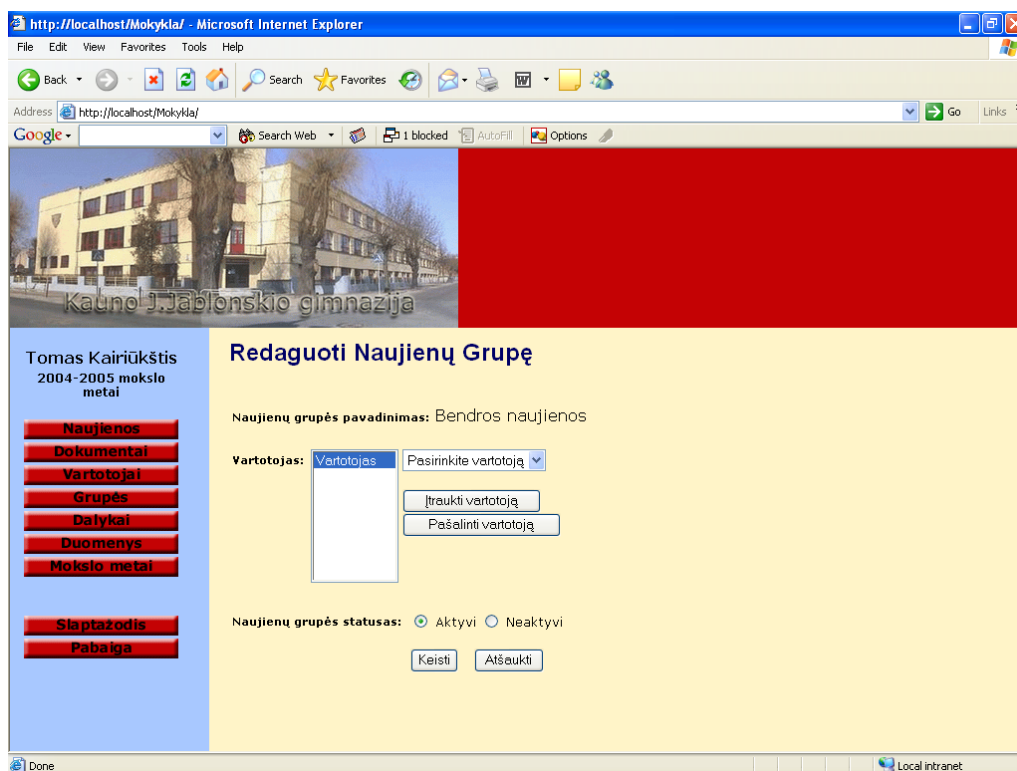 http://localhost/Mokykla/ - Microsoft Internet Explorer
File Edit View Favorites Tools Help
Back Search Favorites
Address http://localhost/Mokykla/ Go Links
Google Search Web 1 blocked AutoFill Options
Kauno J.Jablonskio gimnazija
Tomas Kairiūkštis
2004-2005 mokslo
metai
Naujienos
Dokumentai
Vartotojai
Grupės
Dalykai
Duomenys
Mokslo metai
Slaptažodis
Pabaiga
Redaguoti Naujienų Grupę
Naujienų grupės pavadinimas: Bendros naujienos
Vartotojas: Vartotojas Pasirinkite vartotoją
Įtraukti vartotoją
Pašalinti vartotoją
Naujienų grupės statusas: Aktyvi Neaktyvi
Keisti Atšaukti
Done Local intranet